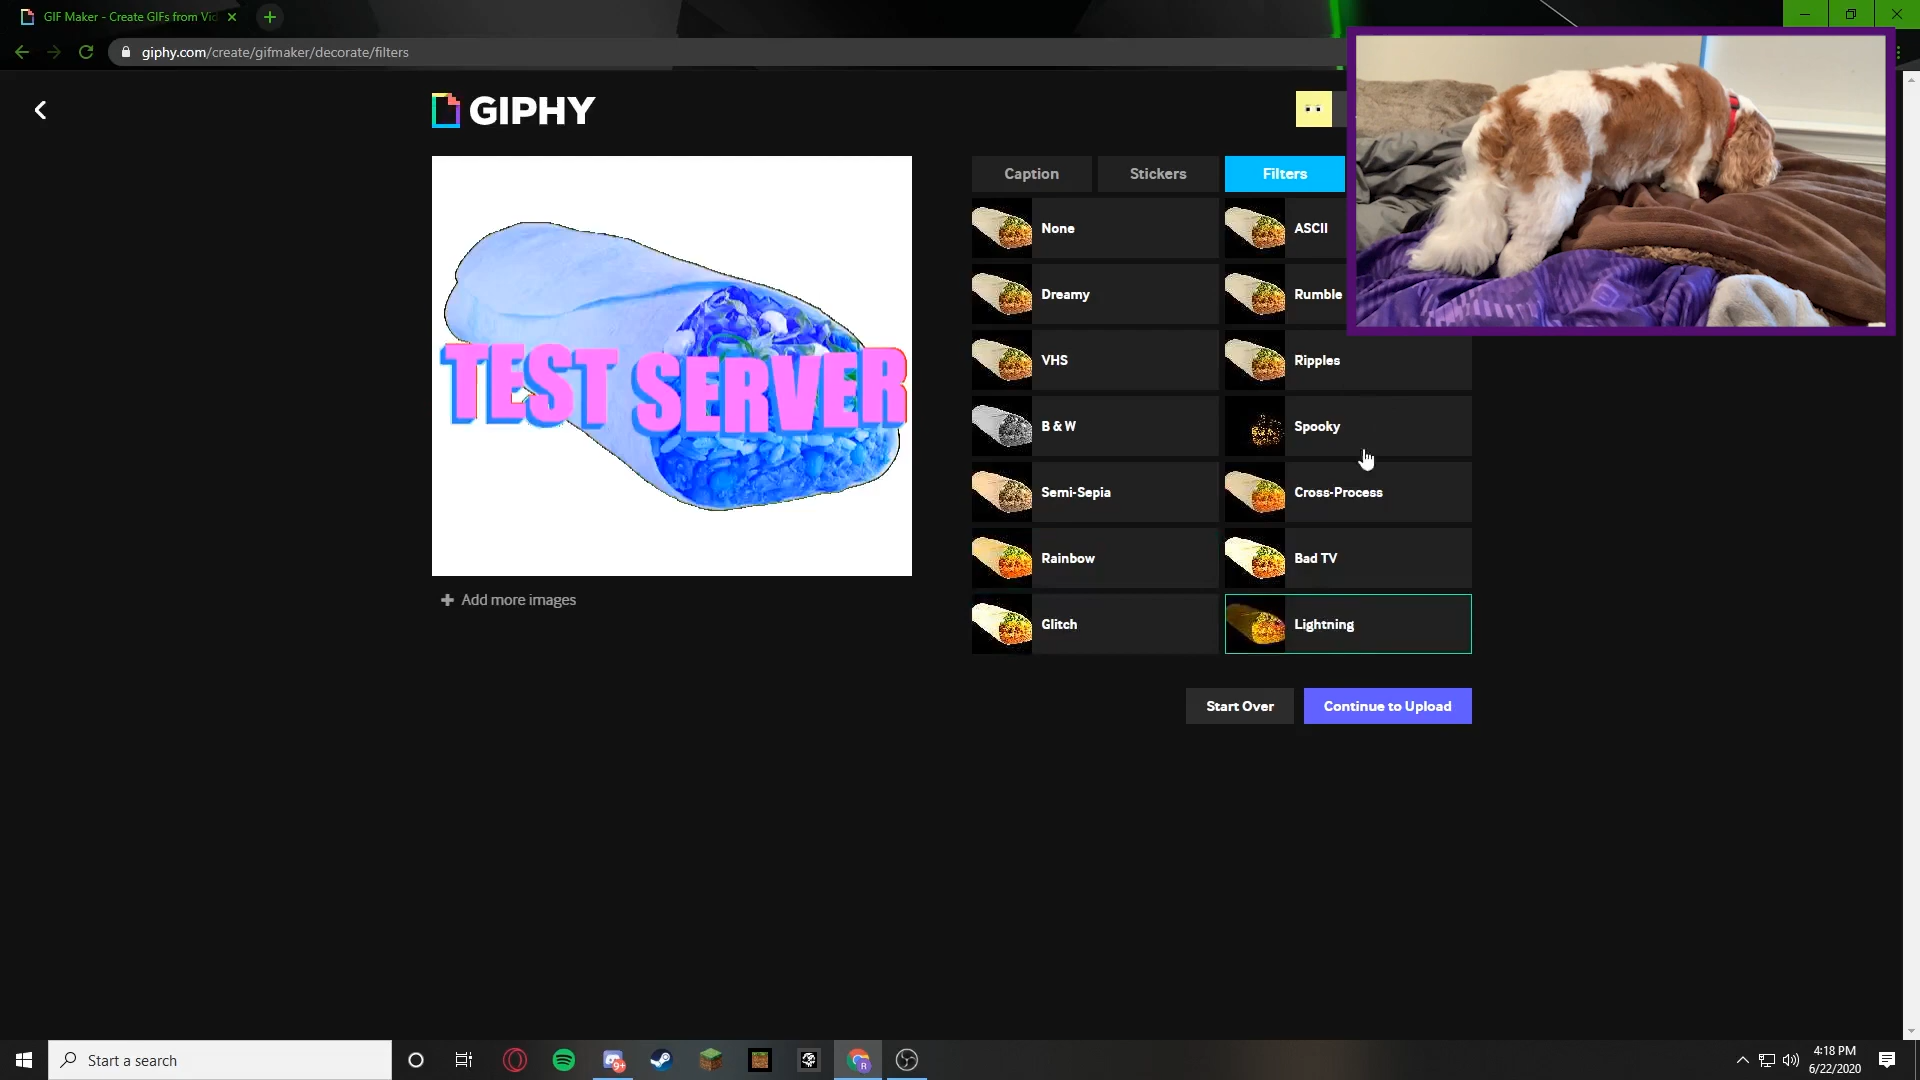 GIF Maker - Create GIFs from Vid
giphy.com/create/gifmaker/decorate/filters
GIPHY
Caption
Stickers
Filters
None
ASCII
Dreamy
Rumble
VHS
Ripples
B & W
Spooky
Semi-Sepia
Cross-Process
Rainbow
Bad TV
Glitch
Lightning
TEST SERVER
Add more images
Start Over
Continue to Upload
Start a search
9+
R
4:18 PM
6/22/2020